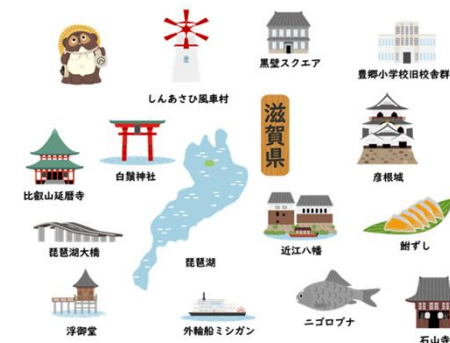 黒壁スクエア
豊郷小学校旧校舎群
しんあさひ風車村
滋賀県
白鬚神社
彦根城
比叡山延暦寺
琵琶湖大橋
近江八幡
鮒ずし
琵琶湖
浮御堂
外輪船ミシガン
ニゴロブナ
石山寺